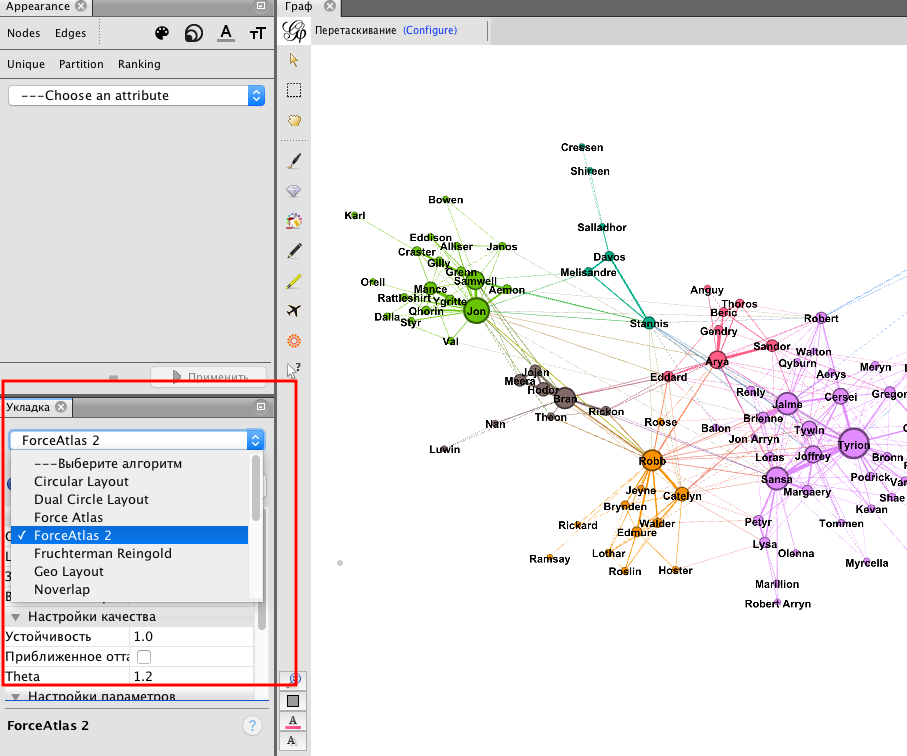 Appearance
Nodes Edges
Unique Partition Ranking
---Choose an attribute
Применить
Укладка
ForceAtlas 2
---Выберите алгоритм
Circular Layout
Dual Circle Layout
Force Atlas
✓ ForceAtlas 2
Fruchterman Reingold
Geo Layout
Noverlap
Настройки качества
Устойчивость 1.0
Приближенное отта
Theta 1.2
Настройки параметров
ForceAtlas 2
?
Граф
Перетаскивание (Configure)
Cressen
Shireen
Bowen
Karl
Salladhor
Eddison
Alliser
Janos
Craster
Davos
Gilly
Grenn
Melisandre
Orell
Samwell
Mance
Aemon
Anguy
Rattleshirt
Ygritte
Thoros
Qhorin
Jon
Beric
Robert
Dalla
Styr
Stannis
Gendry
Val
Sandor
Walton
Arya
Qyburn
Meryn
Jojen
Aerys
Meera
Eddard
Hodor
Renly
Cersei
Gregor
Bran
Jaime
Rickon
Theon
Brienne
Nan
Roose
Balon
Tywin
Jon Arryn
Tyrion
Luwin
Loras
Joffrey
Bronn
Robb
Sansa
Podrick
Var
Jeyne
Catelyn
Margaery
Shae
Brynden
Kevan
Rickard
Walder
Petyr
Tommen
Edmure
Lysa
Lothar
Olenna
Ramsay
Myrcella
Roslin
Hoster
Marillion
Robert Arryn